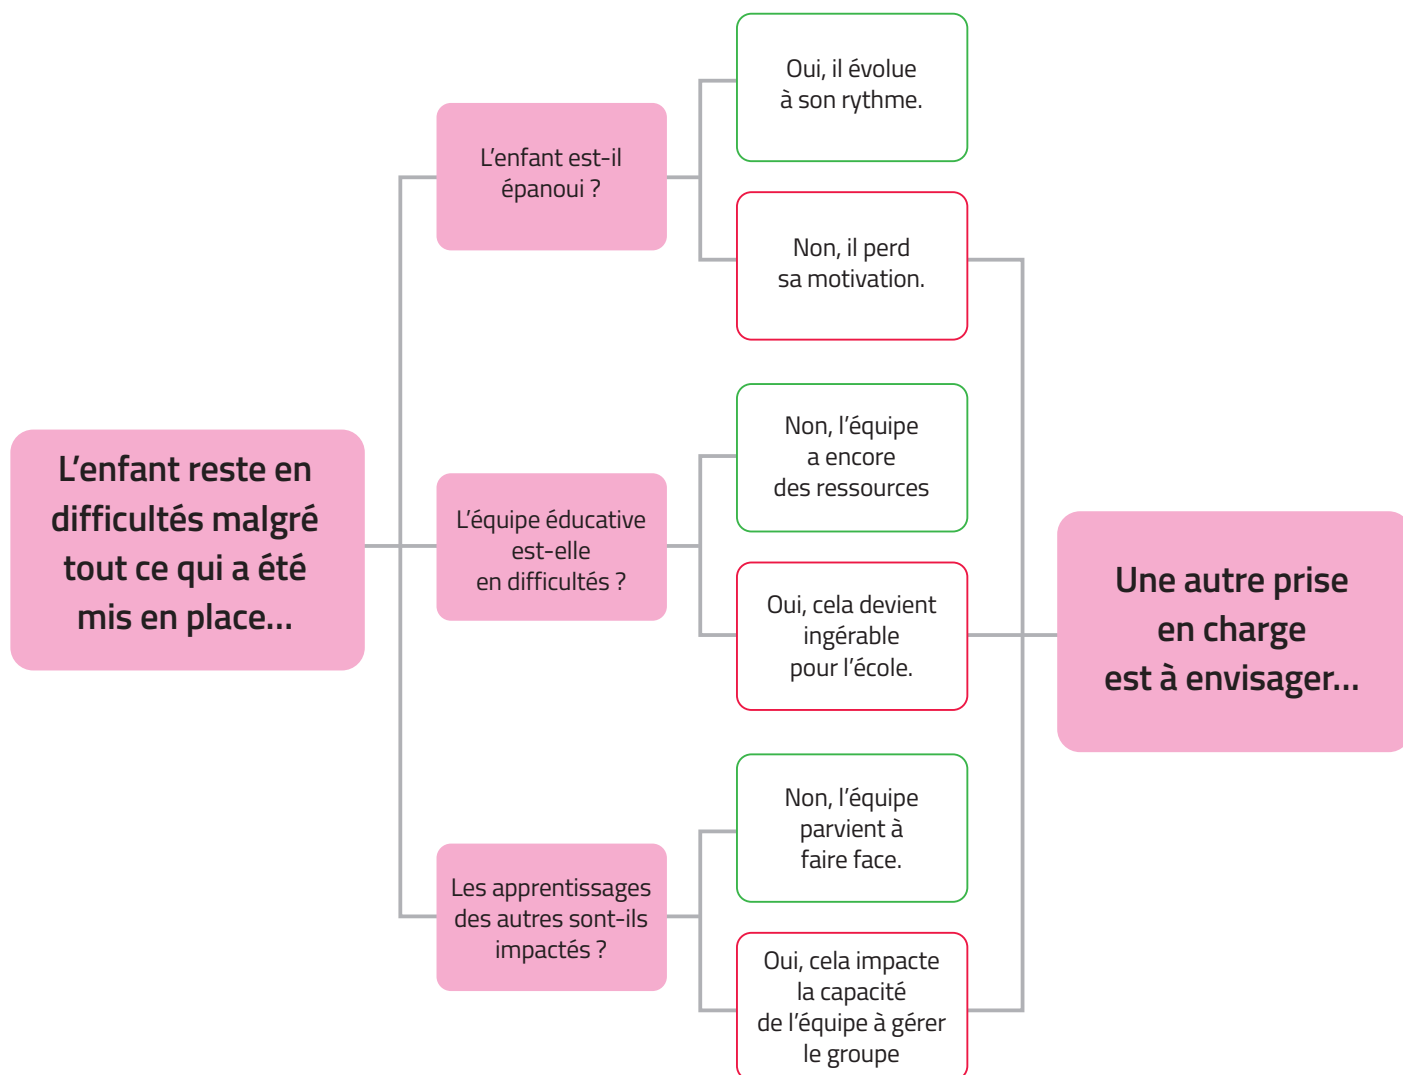 L'enfant reste en
difficultés malgré
tout ce qui a été
mis en place...
L'enfant est-il
épanoui ?
Oui, il évolue
à son rythme.
Non, il perd
sa motivation.
L'équipe éducative
est-elle
en difficultés ?
Non, l'équipe
a encore
des ressources
Oui, cela devient
ingérable
pour l'école.
Les apprentissages
des autres sont-ils
impactés ?
Non, l'équipe
parvient à
faire face.
Oui, cela impacte
la capacité
de l'équipe à gérer
le groupe
Une autre prise
en charge
est à envisager...